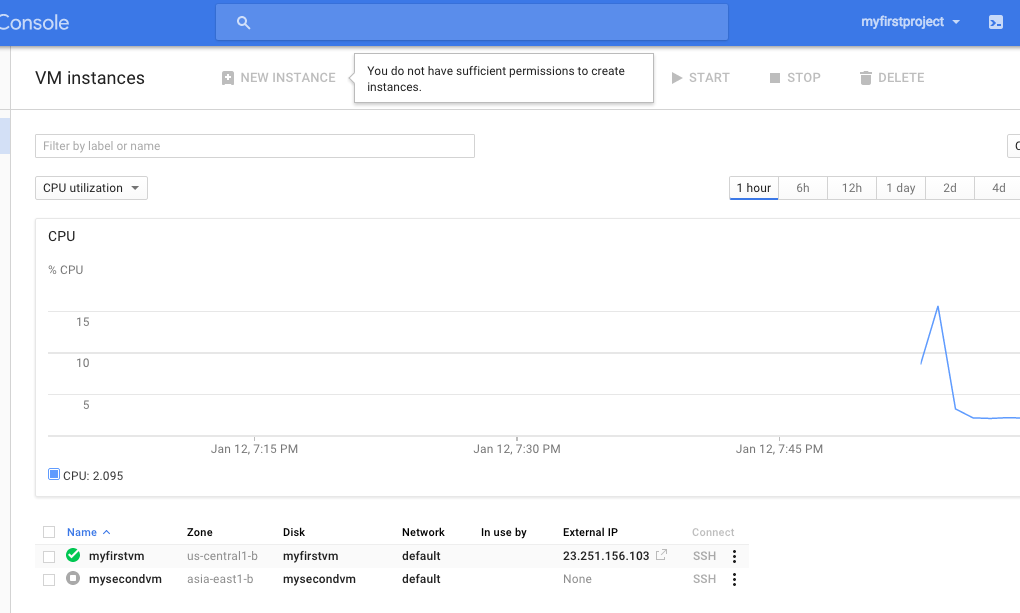 Console
myfirstproject
VM instances
NEW INSTANCE
You do not have sufficient permissions to create
instances.
START
STOP
DELETE
Filter by label or name
CPU utilization
1 hour 6h 12h 1 day 2d 4d
CPU
% CPU
15
10
5
Jan 12, 7:15 PM Jan 12, 7:30 PM Jan 12, 7:45 PM
CPU: 2.095
Name Zone Disk Network In use by External IP Connect
myfirstvm us-central1-b myfirstvm default 23.251.156.103 SSH
mysecondvm asia-east1-b mysecondvm default None SSH